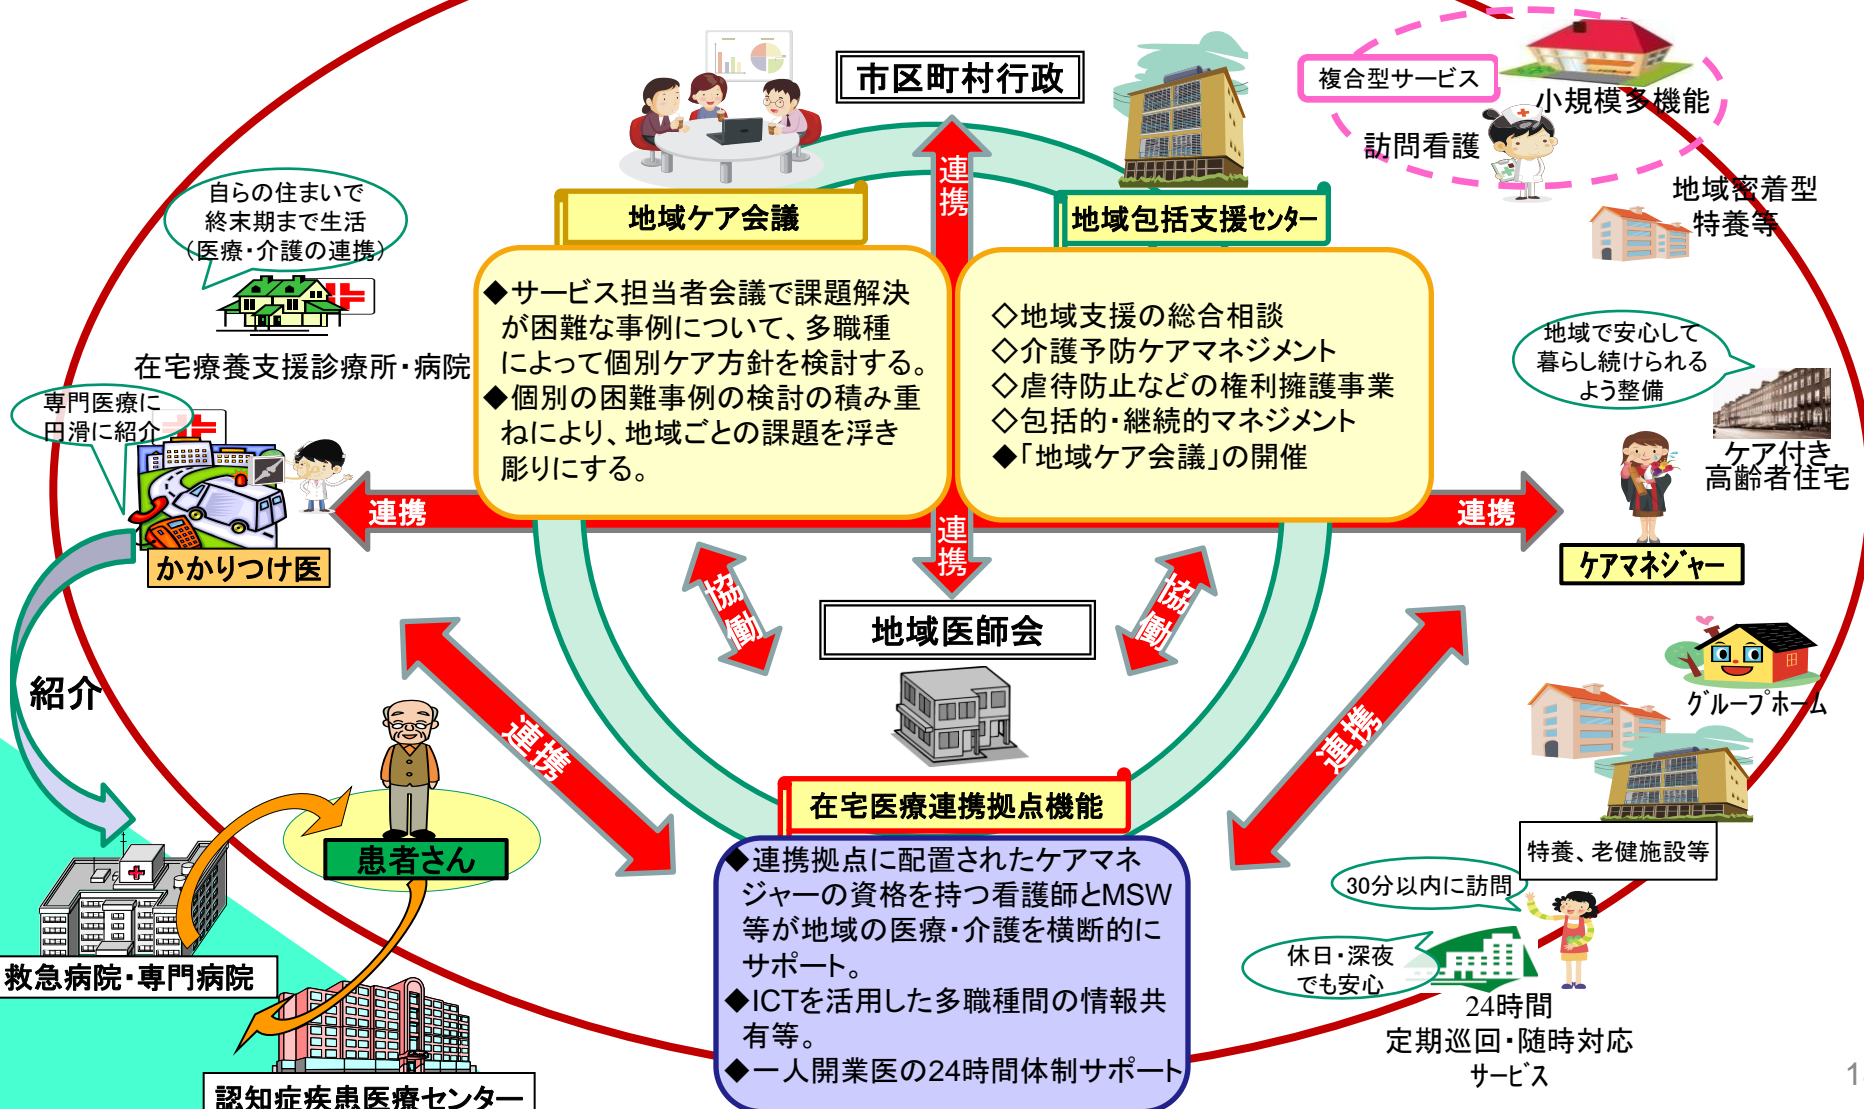 市区町村行政
複合型サービス
小規模多機能
訪問看護
地域密着型
特養等
自らの住まいで
終末期まで生活
(医療・介護の連携)
在宅療養支援診療所・病院
連携
地域ケア会議
◆サービス担当者会議で課題解決
が困難な事例について、多職種
によって個別ケア方針を検討する。
◆個別の困難事例の検討の積み重
ねにより、地域ごとの課題を浮き
彫りにする。
地域包括支援センター
◇地域支援の総合相談
◇介護予防ケアマネジメント
◇虐待防止などの権利擁護事業
◇包括的・継続的マネジメント
◆「地域ケア会議」の開催
地域で安心して
暮らし続けられる
よう整備
ケア付き
高齢者住宅
専門医療に
円滑に紹介
かかりつけ医
連携
連携
連携
ケアマネジャー
協働
協働
地域医師会
紹介
連携
連携
グループホーム
患者さん
在宅医療連携拠点機能
◆連携拠点に配置されたケアマネ
ジャーの資格を持つ看護師とMSW
等が地域の医療・介護を横断的に
サポート。
◆ICTを活用した多職種間の情報共
有等。
◆一人開業医の24時間体制サポート
特養、老健施設等
30分以内に訪問
休日・深夜
でも安心
24時間
定期巡回・随時対応
サービス
救急病院・専門病院
認知症疾患医療センター